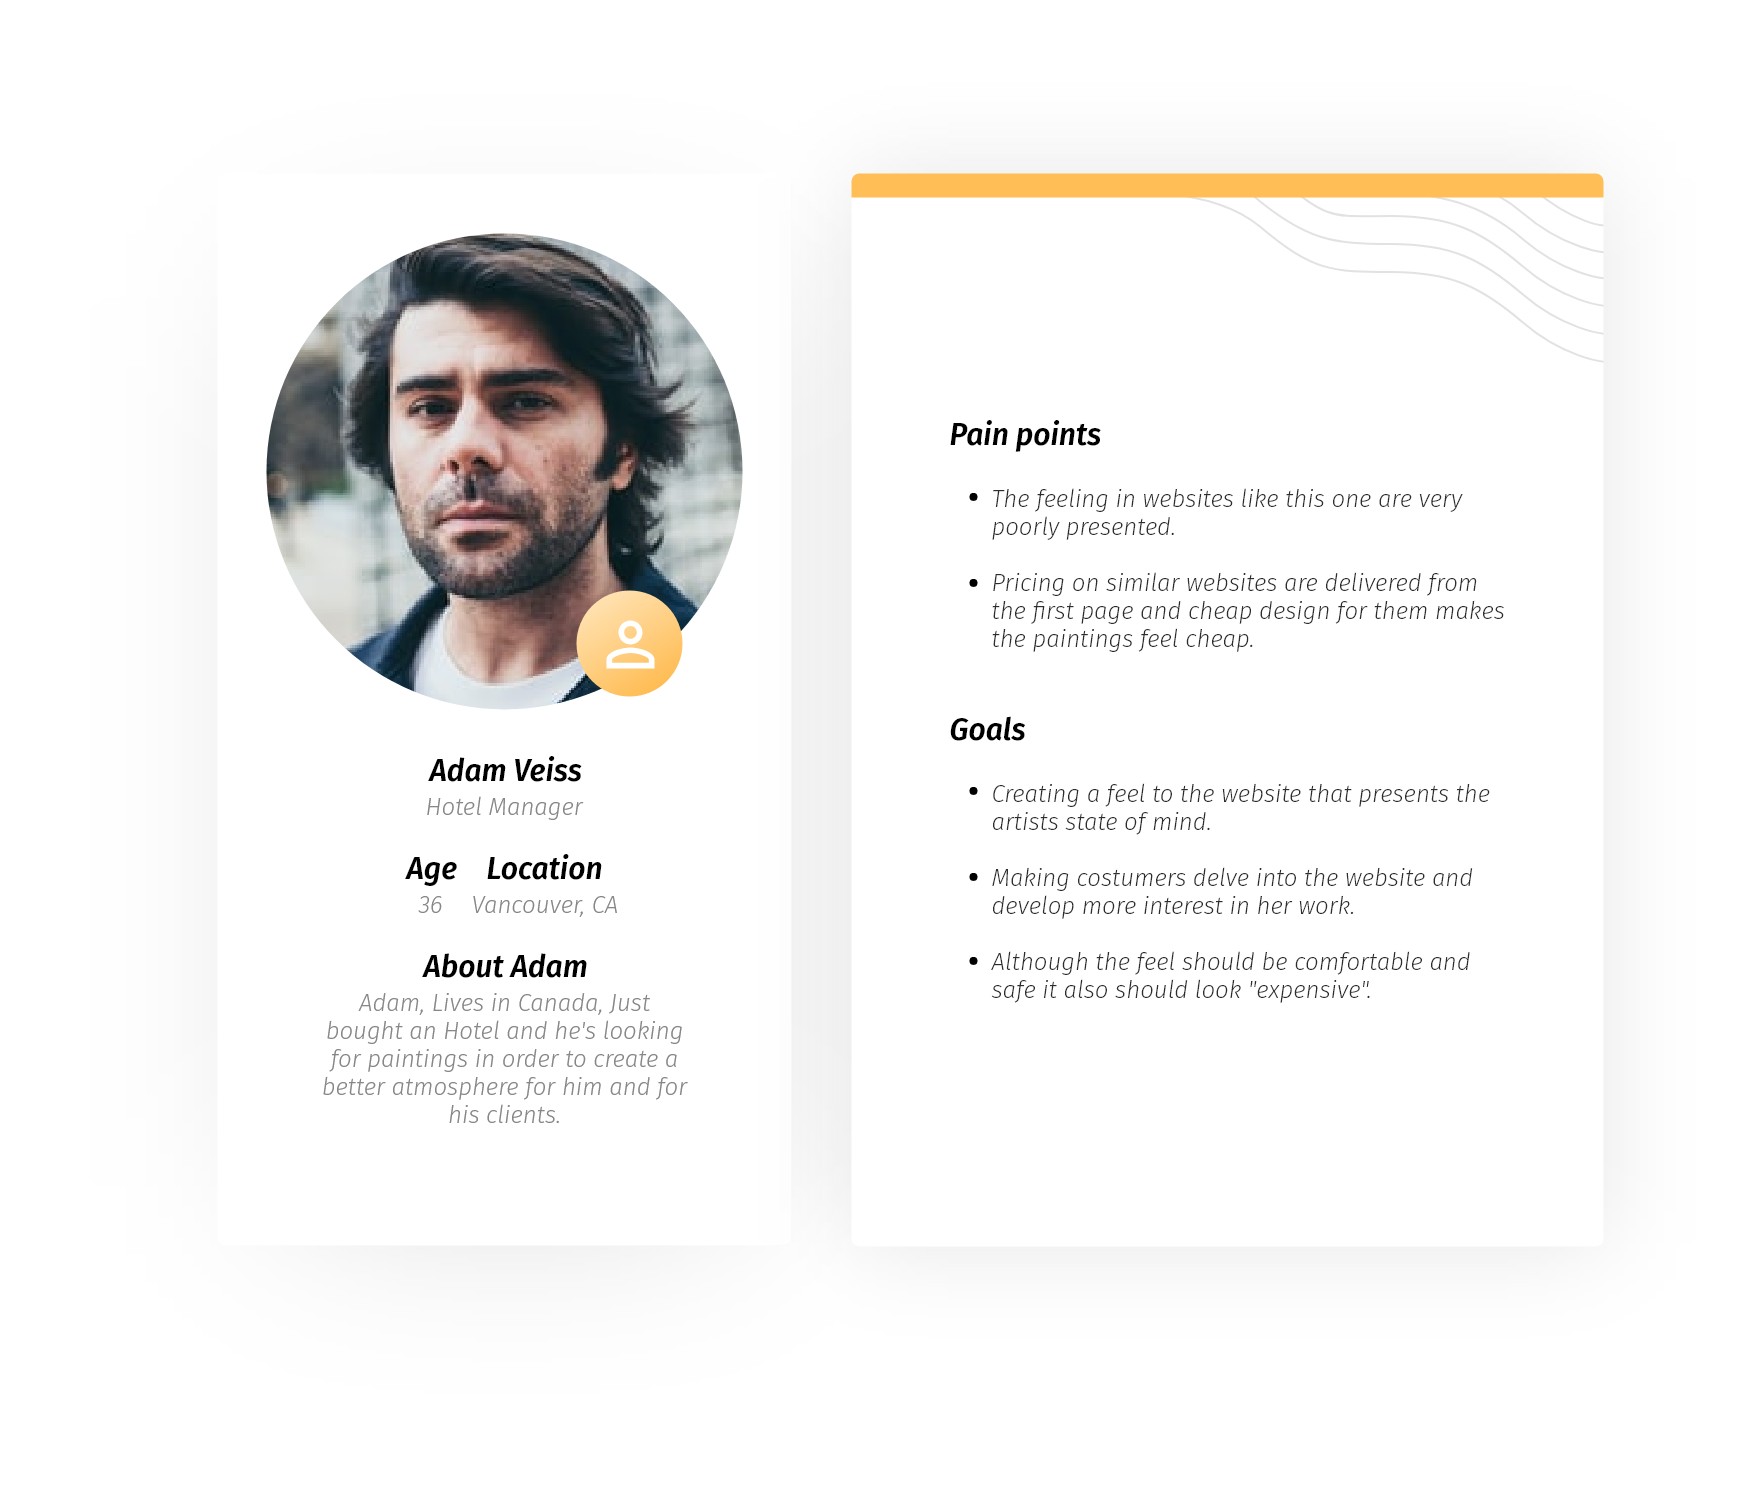 Adam Veiss
Hotel Manager
Age Location
36 Vancouver, CA
About Adam
Adam, Lives in Canada, Just
bought an Hotel and he's looking
for paintings in order to create a
better atmosphere for him and for
his clients.
Pain points
The feeling in websites like this one are very
poorly presented.
Pricing on similar websites are delivered from
the first page and cheap design for them makes
the paintings feel cheap.
Goals
Creating a feel to the website that presents the
artists state of mind.
Making costumers delve into the website and
develop more interest in her work.
Although the feel should be comfortable and
safe it also should look "expensive".